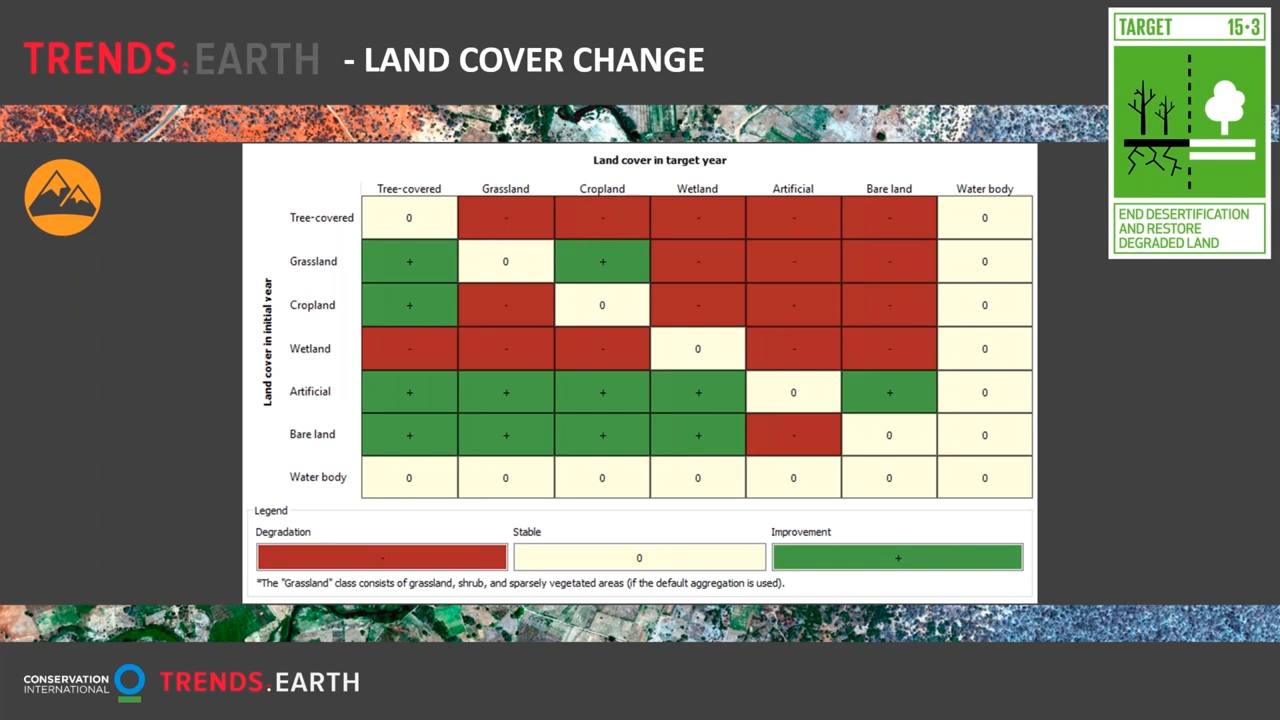 TRENDS.EARTH - LAND COVER CHANGE
TARGET 15·3
END DESERTIFICATION
AND RESTORE
DEGRADED LAND
Land cover in target year
Tree-covered Grassland Cropland Wetland Artificial Bare land Water body
Land cover in initial year
Tree-covered 0 - - - - - 0
Grassland + 0 + - - - 0
Cropland + - 0 - - - 0
Wetland - - - 0 - - 0
Artificial + + + + 0 + 0
Bare land + + + + - 0 0
Water body 0 0 0 0 0 0 0
Legend
Degradation Stable Improvement
- 0 +
*The "Grassland" class consists of grassland, shrub, and sparsely vegetated areas (if the default aggregation is used).
CONSERVATION
INTERNATIONAL
TRENDS.EARTH